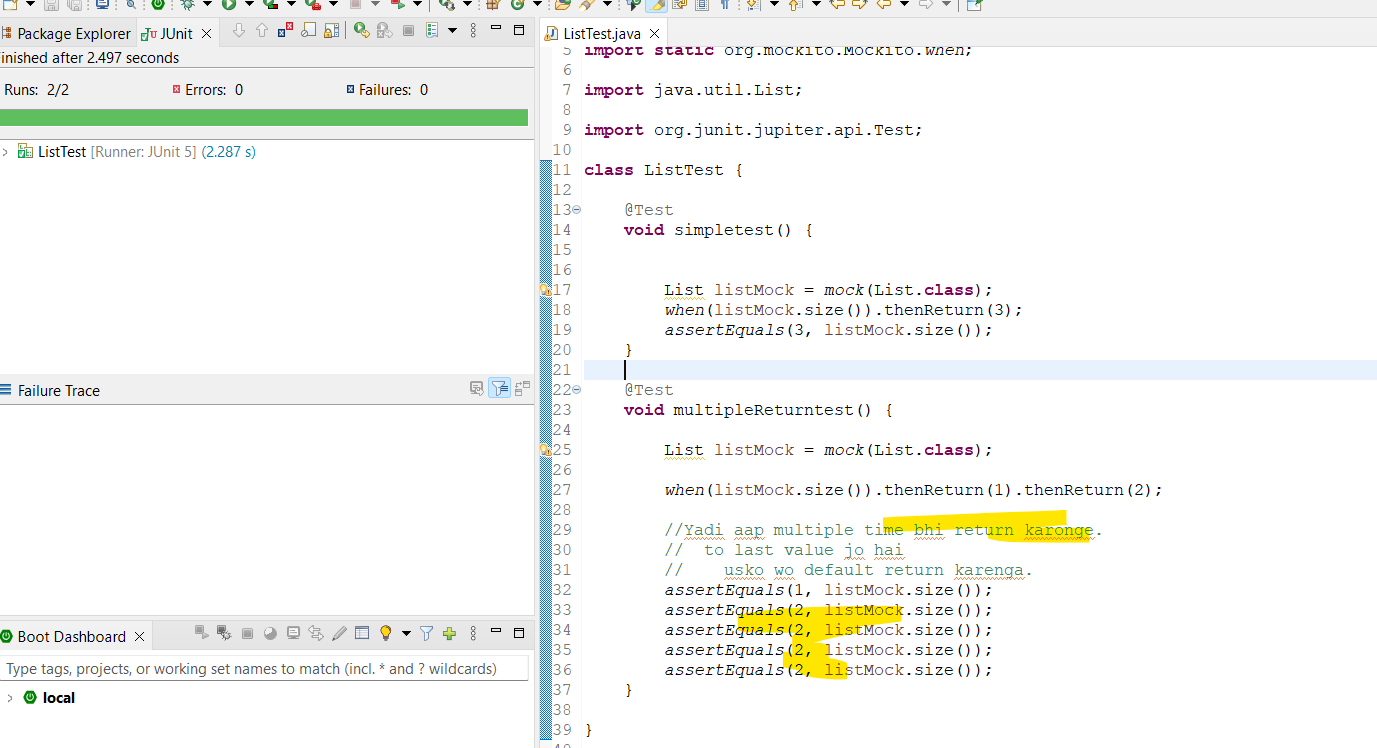 Package Explorer
JUnit
ListTest.java
inished after 2.497 seconds
Runs: 2/2
Errors: 0
Failures: 0
ListTest [Runner: JUnit 5] (2.287 s)
Failure Trace
Boot Dashboard
Type tags, projects, or working set names to match (incl. * and ? wildcards)
local
5 import static org.mockito.Mockito.when;
6
7 import java.util.List;
8
9 import org.junit.jupiter.api.Test;
10
11 class ListTest {
12
13 @Test
14 void simpletest() {
15
16
17 List listMock = mock(List.class);
18 when(listMock.size()).thenReturn(3);
19 assertEquals(3, listMock.size());
20 }
21
22 @Test
23 void multipleReturntest() {
24
25 List listMock = mock(List.class);
26
27 when(listMock.size()).thenReturn(1).thenReturn(2);
28
29 //Yadi aap multiple time bhi return karonge.
30 // to last value jo hai
31 // usko wo default return karenga.
32 assertEquals(1, listMock.size());
33 assertEquals(2, listMock.size());
34 assertEquals(2, listMock.size());
35 assertEquals(2, listMock.size());
36 assertEquals(2, listMock.size());
37 }
38
39 }